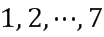 1, 2, ⋯, 7